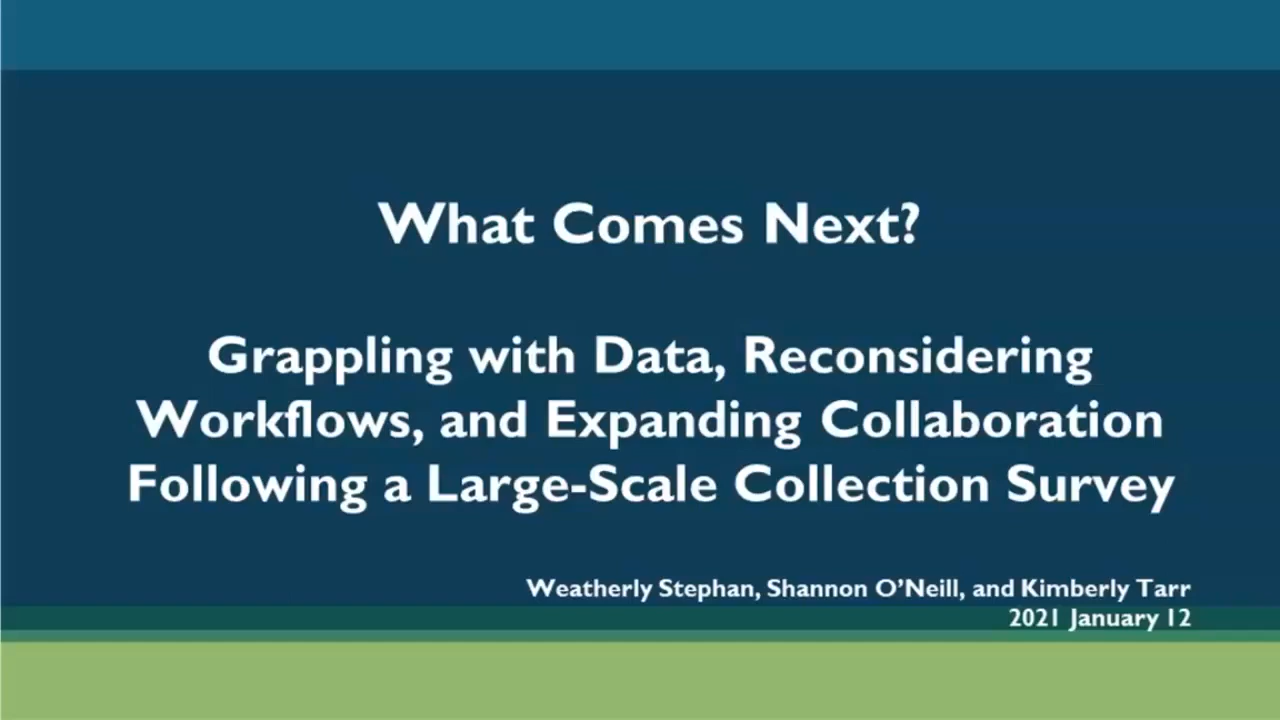 What Comes Next?
Grappling with Data, Reconsidering
Workflows, and Expanding Collaboration
Following a Large-Scale Collection Survey
Weatherly Stephan, Shannon O’Neill, and Kimberly Tarr
2021 January 12